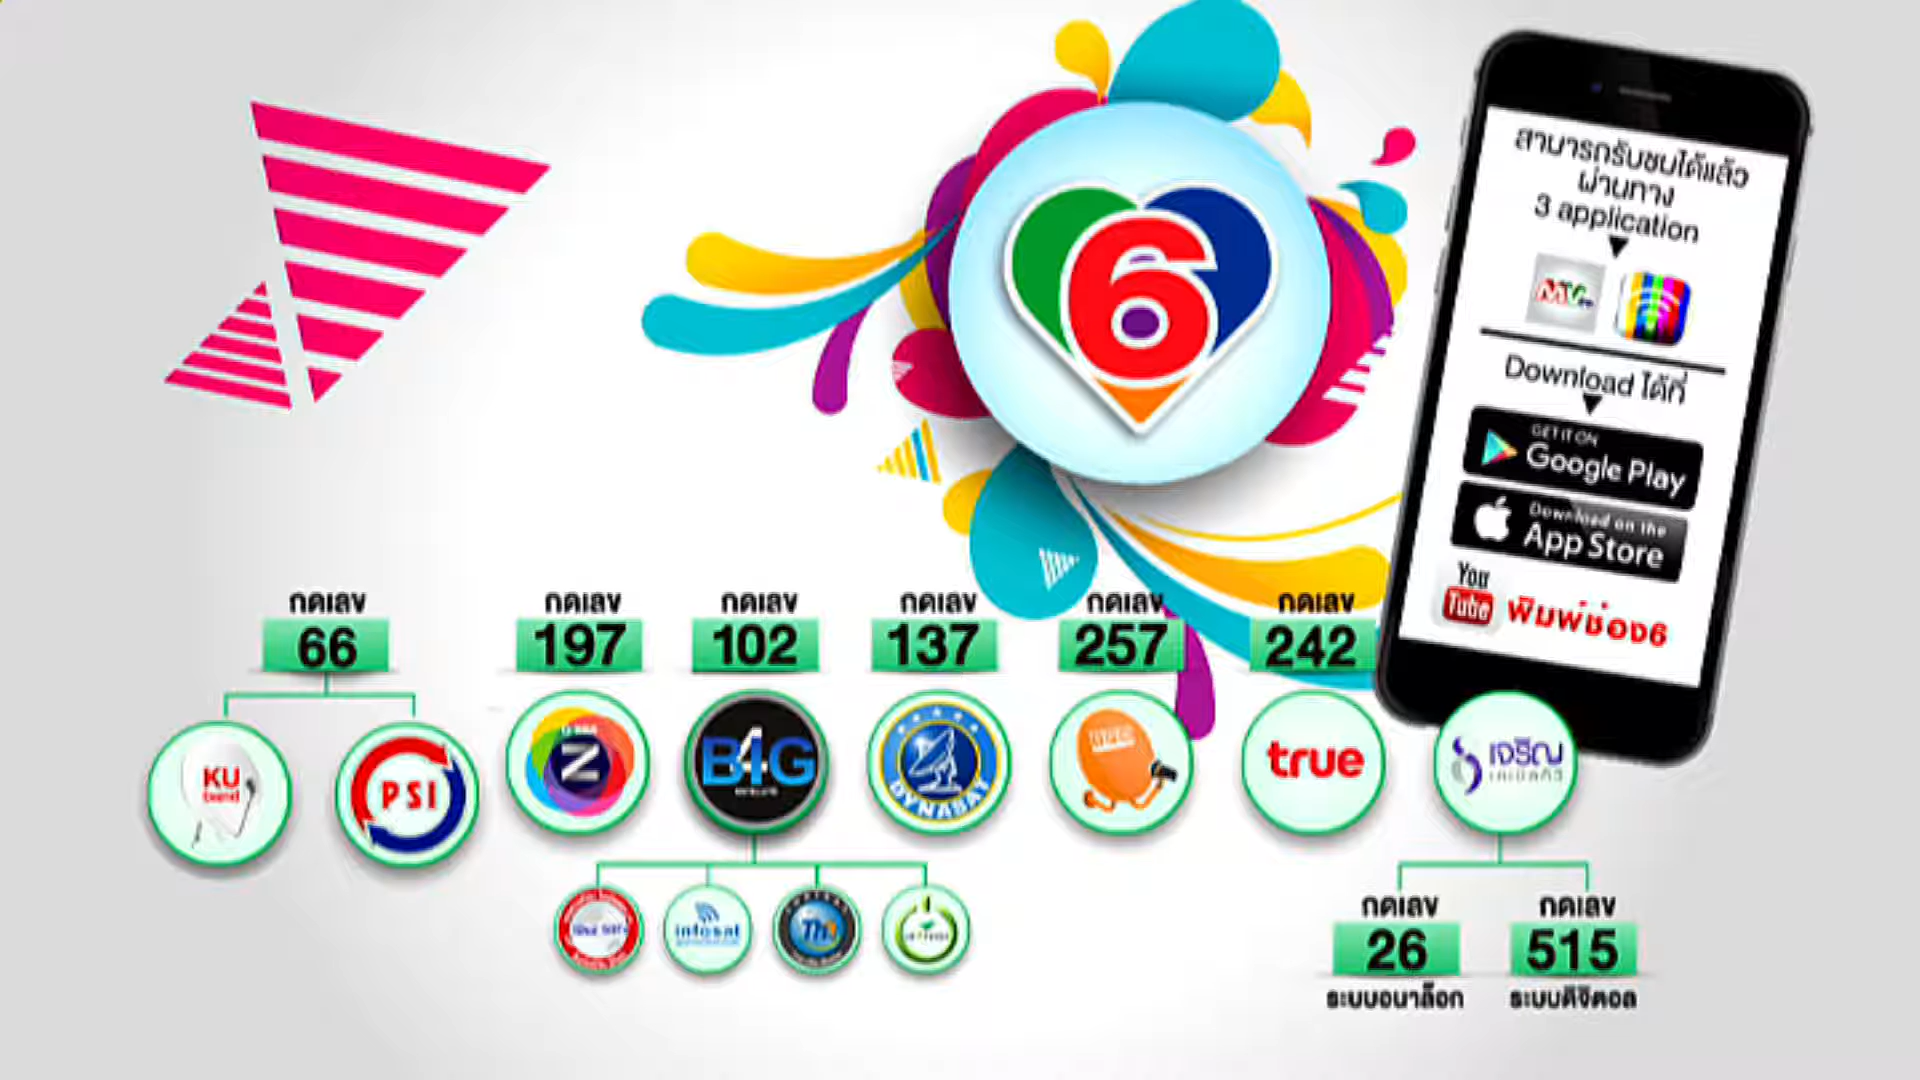 6
สามารถรับชมได้แล้ว
ผ่านทาง
3 application
Download ได้ที่
GET IT ON
Google Play
Download on the
App Store
You
Tube พิมพ์ช่อง6
กดเลข
66
กดเลข
197
กดเลข
102
กดเลข
137
กดเลข
257
กดเลข
242
KU
band
PSI
Z
B4G
DYNASAT
true
เจริญ
infosat
Th
กดเลข
26
ระบบอนาล็อก
กดเลข
515
ระบบดิจิตอล